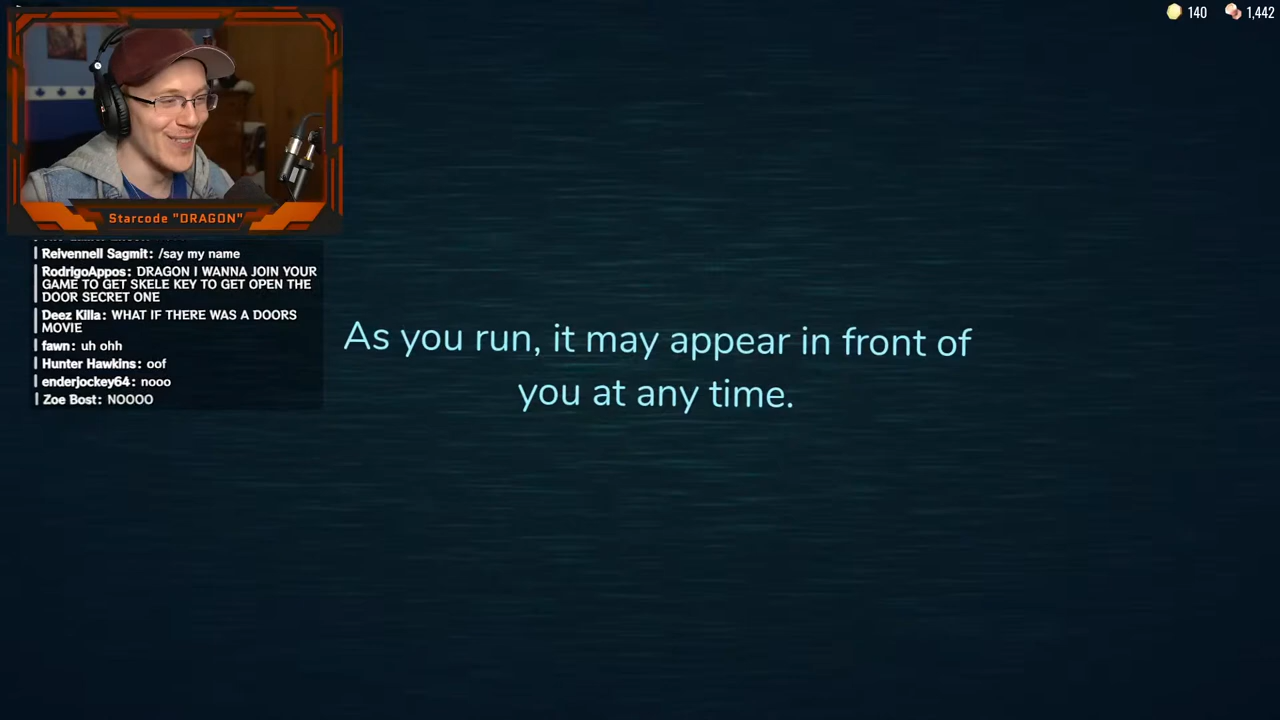 140 1,442
Starcode "DRAGON"
Reivennell Sagmit: /say my name
RodrigoAppos: DRAGON I WANNA JOIN YOUR
GAME TO GET SKELE KEY TO GET OPEN THE
DOOR SECRET ONE
Deez Killa: WHAT IF THERE WAS A DOORS
MOVIE
fawn: uh ohh
Hunter Hawkins: oof
enderjockey64: nooo
Zoe Bost: NOOOO
As you run, it may appear in front of
you at any time.